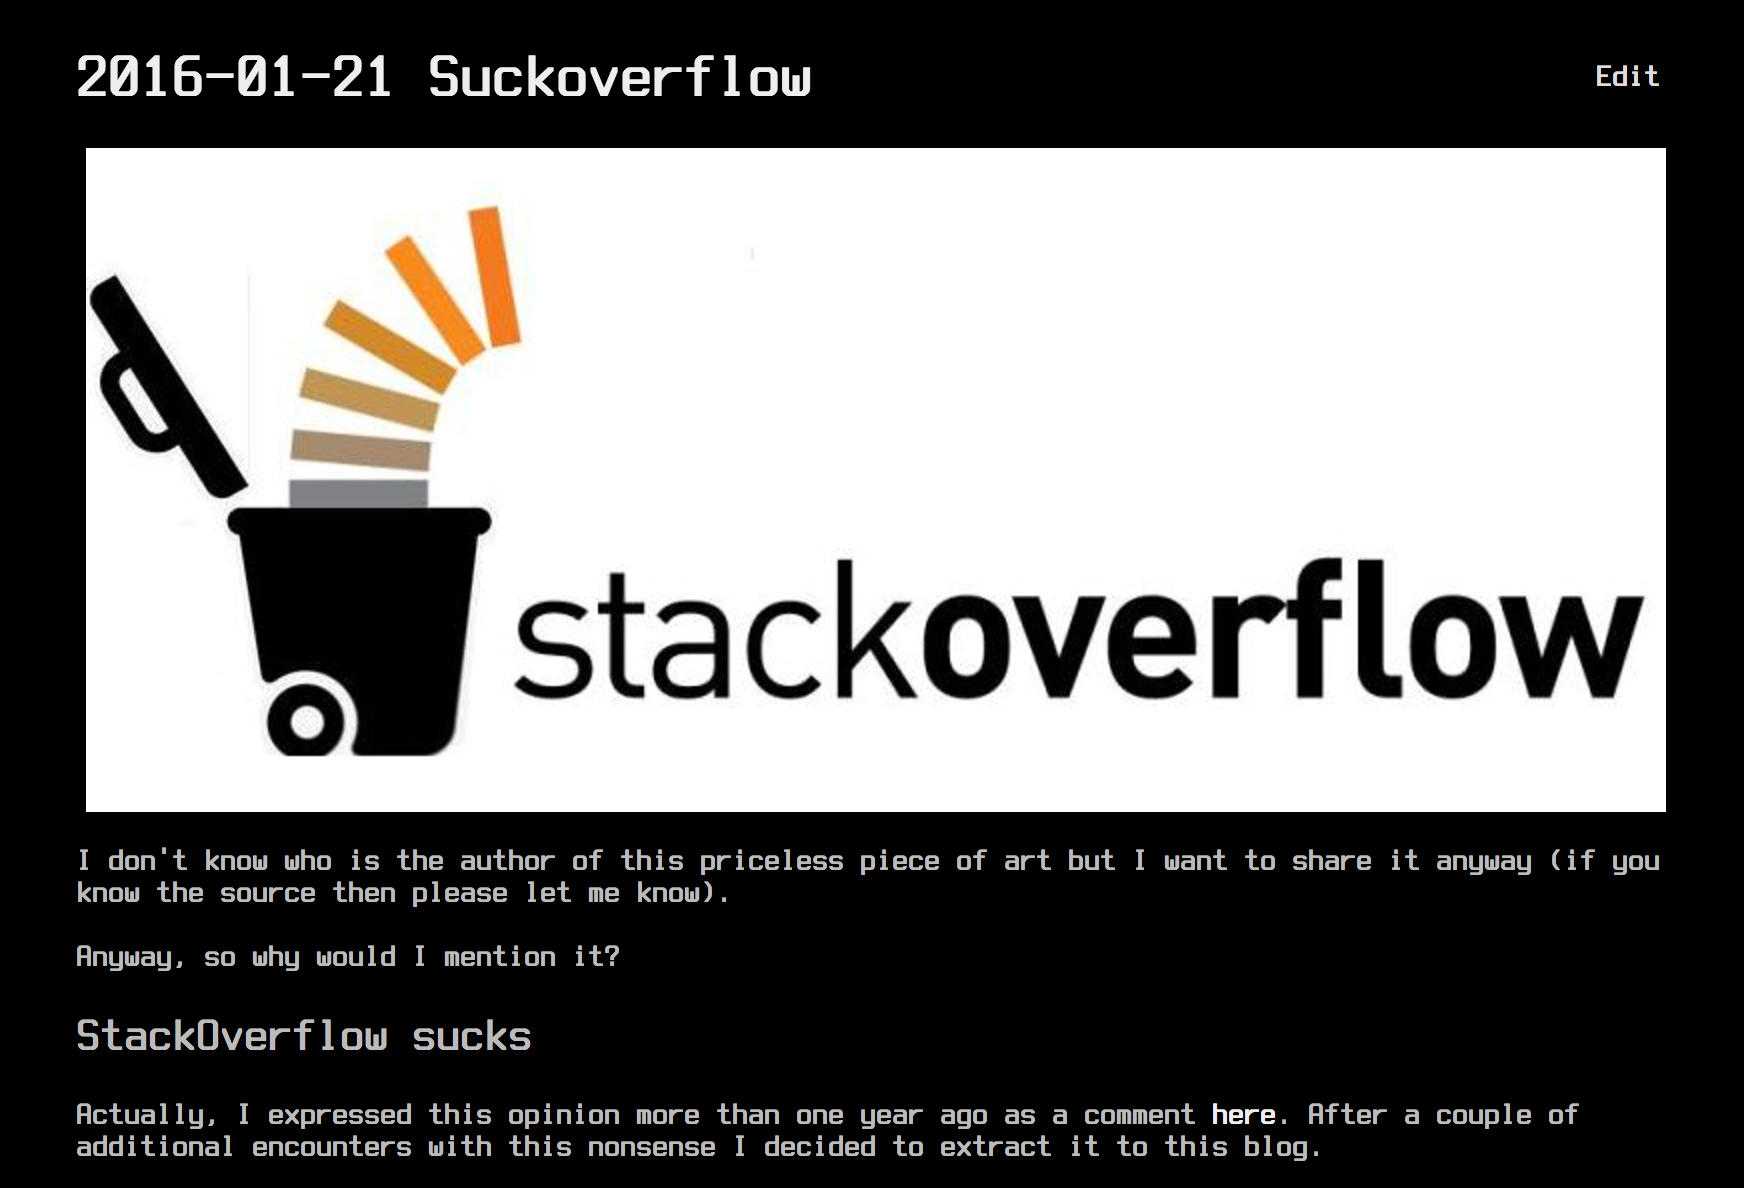 2016-01-21 Suckoverflow
Edit
stackoverflow
I don't know who is the author of this priceless piece of art but I want to share it anyway (if you
know the source then please let me know).
Anyway, so why would I mention it?
StackOverflow sucks
Actually, I expressed this opinion more than one year ago as a comment here. After a couple of
additional encounters with this nonsense I decided to extract it to this blog.